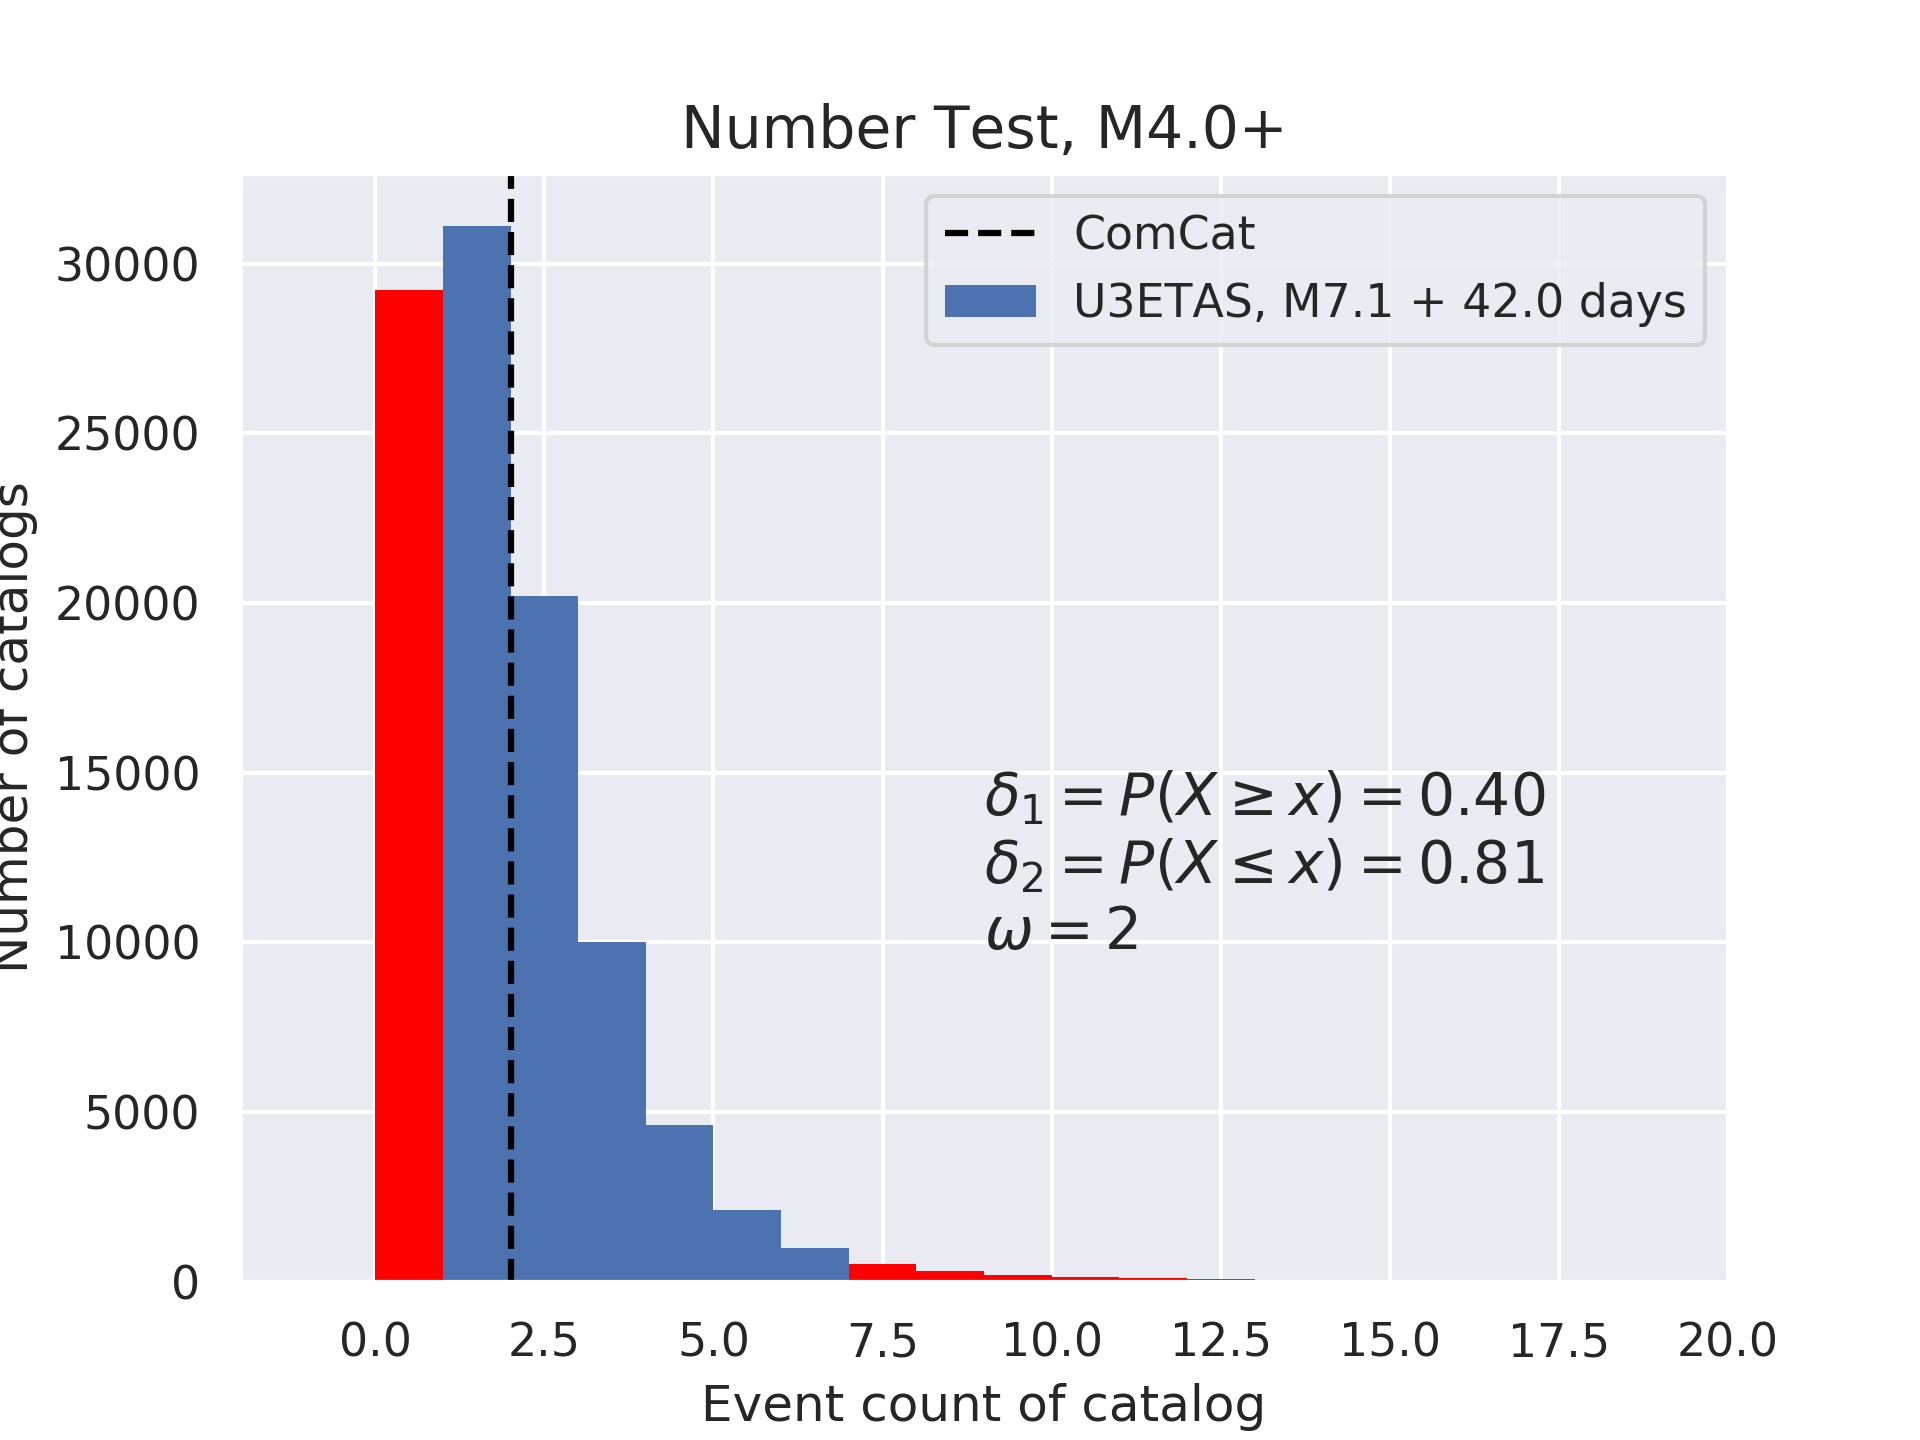 Number Test, M4.0+
ComCat
U3ETAS, M7.1 + 42.0 days
30000
25000
20000
15000
10000
5000
0
Number of catalogs
δ₁ = P(X ≥ x) = 0.40
δ₂ = P(X ≤ x) = 0.81
ω = 2
0.0 2.5 5.0 7.5 10.0 12.5 15.0 17.5 20.0
Event count of catalog